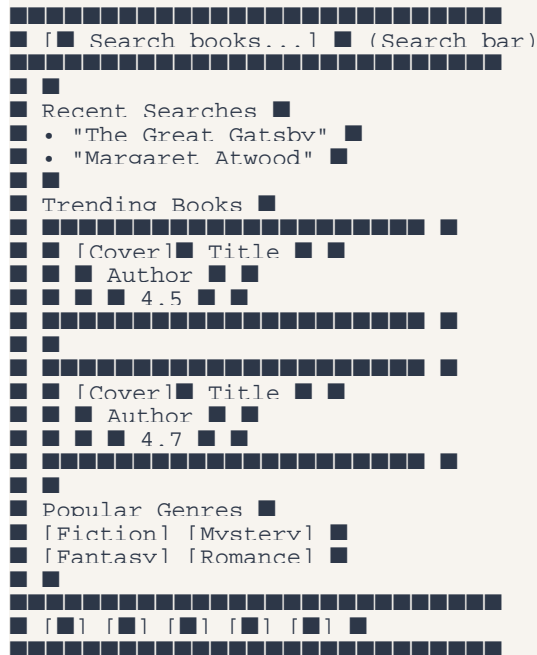 ■■■■■■■■■■■■■■■■■■■■■■■■■■■
■ [■ Search books...] ■ (Search bar)
■■■■■■■■■■■■■■■■■■■■■■■■■■■
■ ■
■ Recent Searches ■
■ • "The Great Gatsby" ■
■ • "Margaret Atwood" ■
■ ■
■ Trending Books ■
■ ■■■■■■■■■■■■■■■■■■■■■ ■
■ ■ [Cover]■ Title ■ ■
■ ■ ■ Author ■ ■
■ ■ ■ ■ 4.5 ■ ■
■ ■■■■■■■■■■■■■■■■■■■■■ ■
■ ■
■ ■■■■■■■■■■■■■■■■■■■■■ ■
■ ■ [Cover]■ Title ■ ■
■ ■ ■ Author ■ ■
■ ■ ■ ■ 4.7 ■ ■
■ ■■■■■■■■■■■■■■■■■■■■■ ■
■ ■
■ Popular Genres ■
■ [Fiction] [Mystery] ■
■ [Fantasy] [Romance] ■
■ ■
■■■■■■■■■■■■■■■■■■■■■■■■■■■
■ [■] [■] [■] [■] [■] ■
■■■■■■■■■■■■■■■■■■■■■■■■■■■